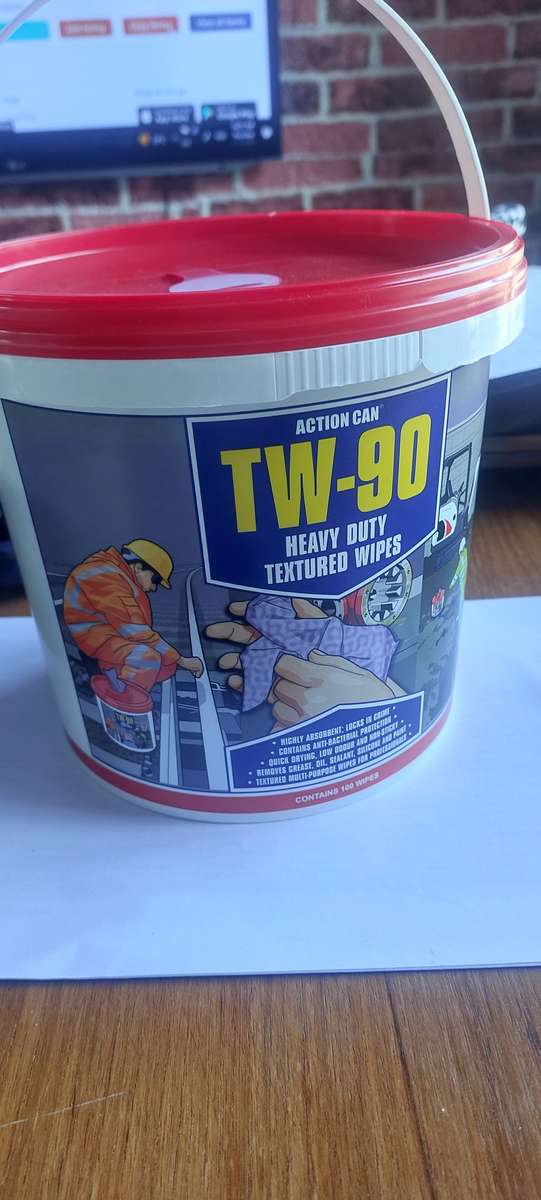 ACTION CAN®
TW-90
HEAVY DUTY
TEXTURED WIPES
TW-90
• HIGHLY ABSORBENT; LOCKS IN GRIME •
• CONTAINS ANTI-BACTERIAL PROTECTION •
• QUICK DRYING, LOW ODOUR AND NON-STICKY •
• REMOVES GREASE, OIL, SEALANT, SILICONE AND PAINT •
• TEXTURED MULTI-PURPOSE WIPES FOR PROFESSIONALS •
CONTAINS 100 WIPES